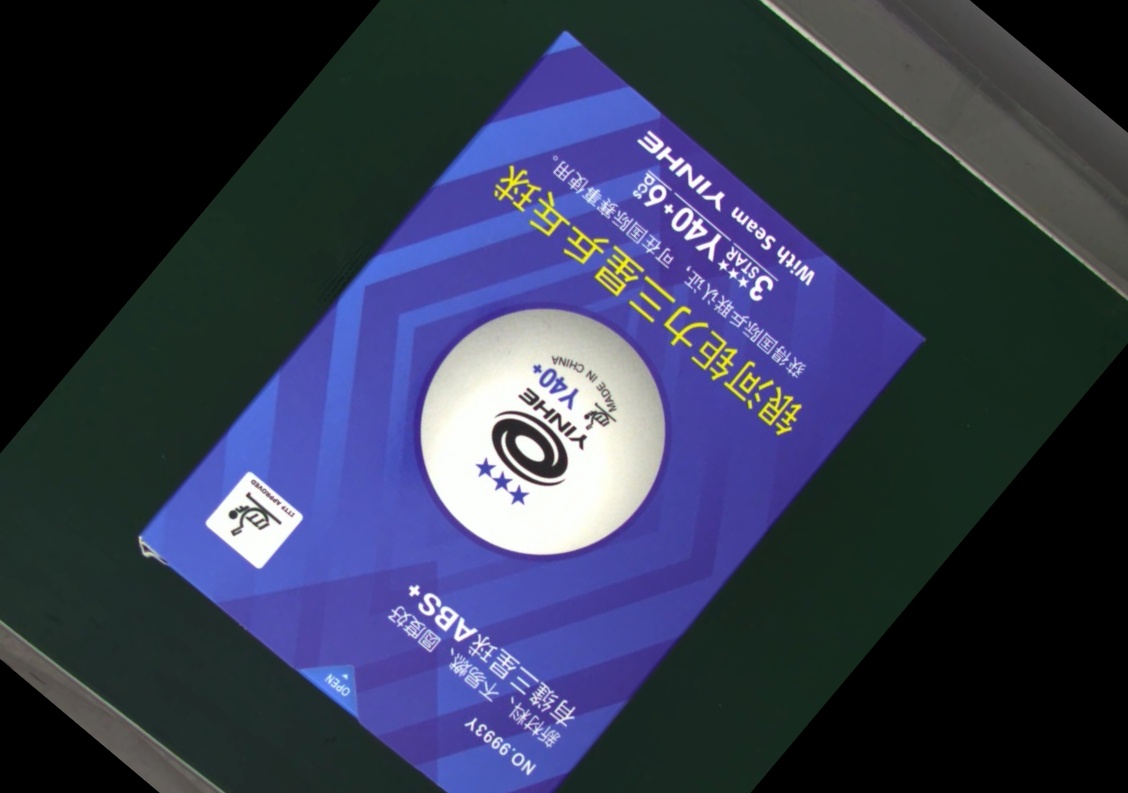 NO.9993Y
新材料、不易燃、圆度好
有缝三星球ABS+
OPEN
ITTF APPROVED
★★★
YINHE
Y40+
MADE IN CHINA
银河钜力三星乒乓球
获得国际乒联认证，可在国际赛事使用。
3★★★STAR Y40+ 6
With Seam YINHE